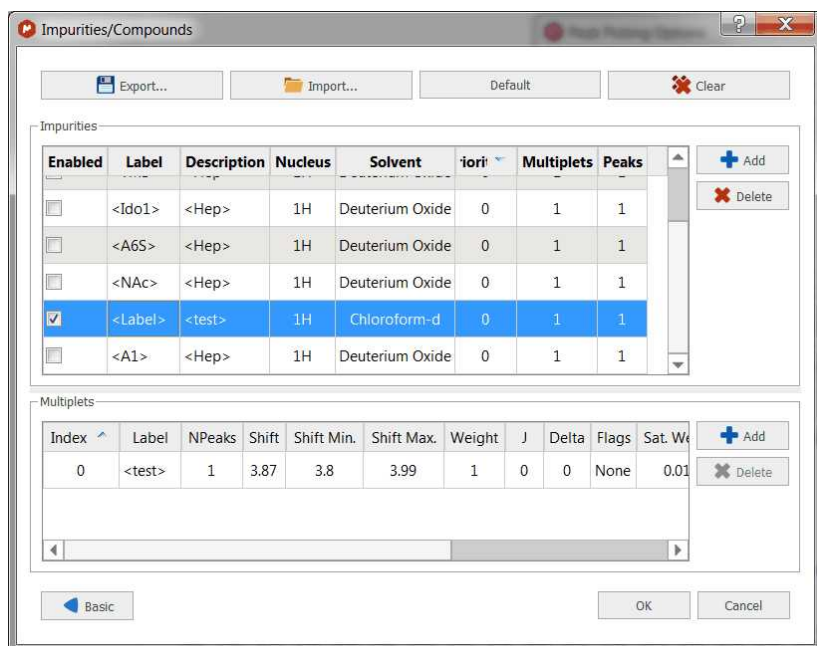 Impurities/Compounds
Export... Import... Default Clear
Impurities
Enabled Label Description Nucleus Solvent Multiplets Peaks Add
<Ido1> <Hep> 1H Deuterium Oxide 0 1 1 Delete
<A6S> <Hep> 1H Deuterium Oxide 0 1 1
<NAc> <Hep> 1H Deuterium Oxide 0 1 1
<Label> <test> 1H Chloroform-d 0 1 1
<A1> <Hep> 1H Deuterium Oxide 0 1 1
Multiplets
Index Label NPeaks Shift Shift Min. Shift Max. Weight J Delta Flags Sat. We Add
0 <test> 1 3.87 3.8 3.99 1 0 0 None 0.01 Delete
Basic OK Cancel